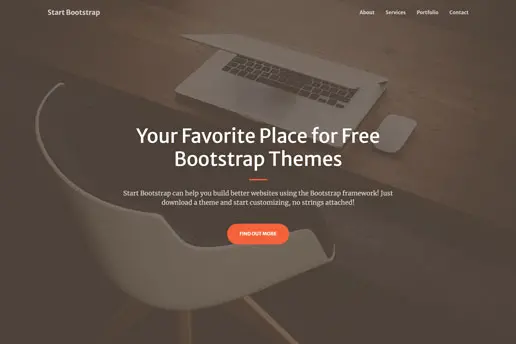 Start Bootstrap
About Services Portfolio Contact
Your Favorite Place for Free
Bootstrap Themes
Start Bootstrap can help you build better websites using the Bootstrap framework! Just
download a theme and start customizing, no strings attached!
FIND OUT MORE